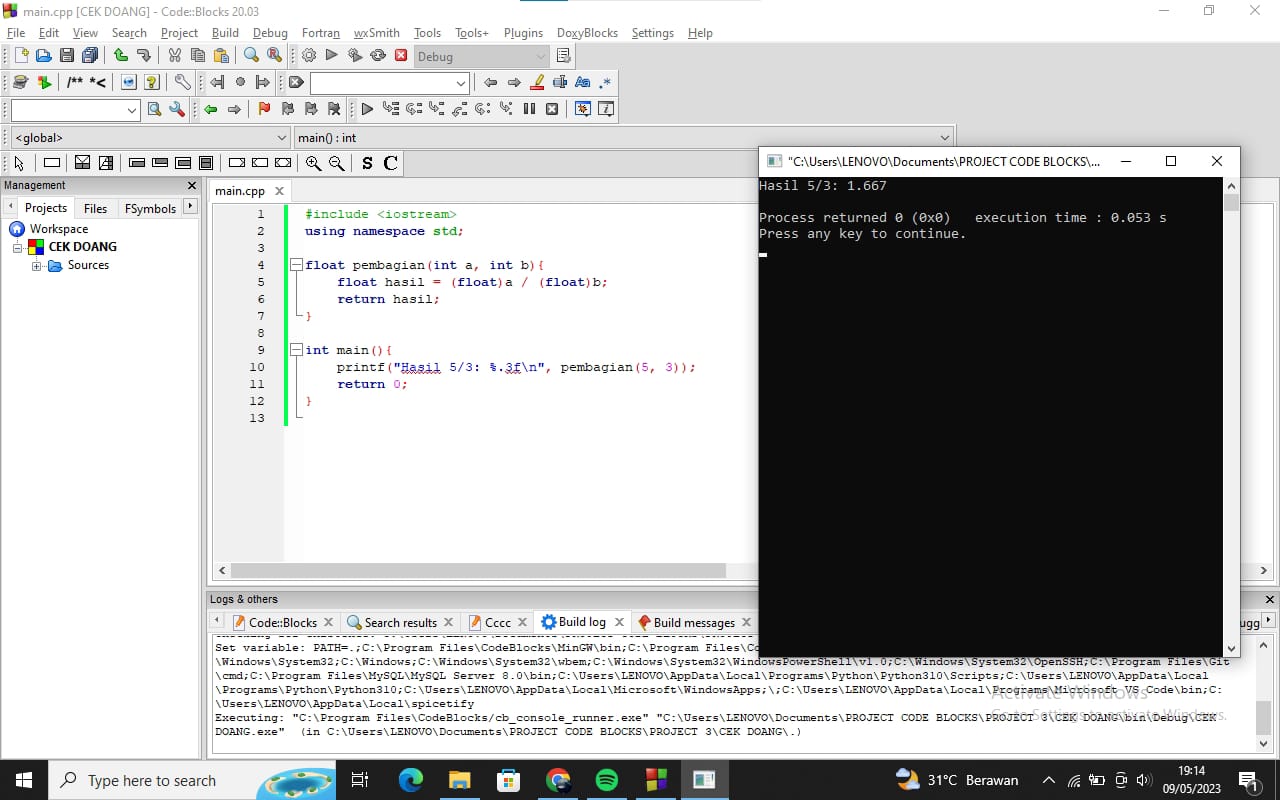 main.cpp [CEK DOANG] - Code::Blocks 20.03
File Edit View Search Project Build Debug Fortran wxSmith Tools Tools+ Plugins DoxyBlocks Settings Help
Debug
/** *<
<global> main() : int
S C
Management
Projects Files FSymbols
Workspace
CEK DOANG
Sources
main.cpp
1 #include <iostream>
2 using namespace std;
3
4 float pembagian(int a, int b){
5 float hasil = (float)a / (float)b;
6 return hasil;
7 }
8
9 int main(){
10 printf("Hasil 5/3: %.3f\n", pembagian(5, 3));
11 return 0;
12 }
13
"C:\Users\LENOVO\Documents\PROJECT CODE BLOCKS\...
Hasil 5/3: 1.667
Process returned 0 (0x0) execution time : 0.053 s
Press any key to continue.
Logs & others
Code::Blocks Search results Cccc Build log Build messages
Set variable: PATH=.;C:\Program Files\CodeBlocks\MinGW\bin;C:\Program Files\Co
\Windows\System32;C:\Windows;C:\Windows\System32\wbem;C:\Windows\System32\WindowsPowerShell\v1.0;C:\Windows\System32\OpenSSH;C:\Program Files\Git
\cmd;C:\Program Files\MySQL\MySQL Server 8.0\bin;C:\Users\LENOVO\AppData\Local\Programs\Python\Python310\Scripts;C:\Users\LENOVO\AppData\Local
\Programs\Python\Python310;C:\Users\LENOVO\AppData\Local\Microsoft\WindowsApps;\;C:\Users\LENOVO\AppData\Local\Programs\Microsoft VS Code\bin;C:
\Users\LENOVO\AppData\Local\spicetify
Executing: "C:\Program Files\CodeBlocks/cb_console_runner.exe" "C:\Users\LENOVO\Documents\PROJECT CODE BLOCKS\PROJECT 3\CEK DOANG\bin\Debug\CEK
DOANG.exe" (in C:\Users\LENOVO\Documents\PROJECT CODE BLOCKS\PROJECT 3\CEK DOANG\.)
Activate Windows
Go to Settings to activate Windows.
Type here to search
31°C Berawan
19:14
09/05/2023
1